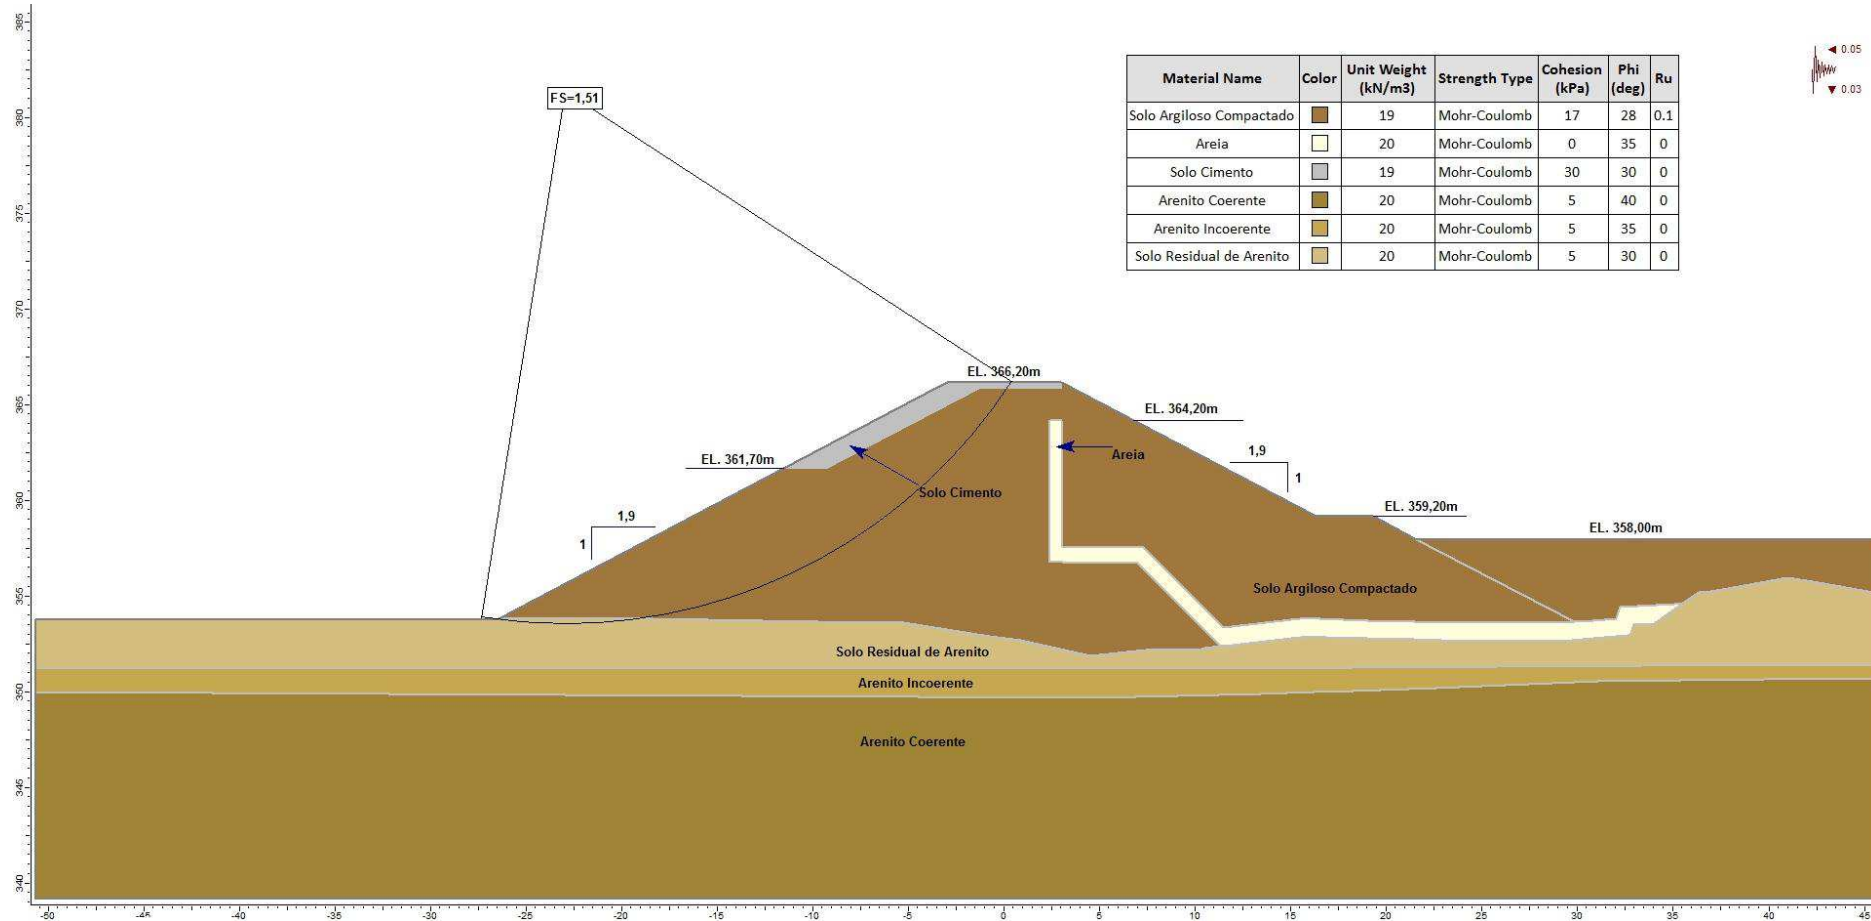 385
380
375
370
365
360
355
350
345
340
FS=1,51
Material Name Color Unit Weight (kN/m3) Strength Type Cohesion (kPa) Phi (deg) Ru
Solo Argiloso Compactado 19 Mohr-Coulomb 17 28 0.1
Areia 20 Mohr-Coulomb 0 35 0
Solo Cimento 19 Mohr-Coulomb 30 30 0
Arenito Coerente 20 Mohr-Coulomb 5 40 0
Arenito Incoerente 20 Mohr-Coulomb 5 35 0
Solo Residual de Arenito 20 Mohr-Coulomb 5 30 0
0.05
0.03
EL. 366,20m
EL. 364,20m
EL. 361,70m
Areia
1,9
1
Solo Cimento
EL. 359,20m
1,9
1
EL. 358,00m
Solo Argiloso Compactado
Solo Residual de Arenito
Arenito Incoerente
Arenito Coerente
-50 -45 -40 -35 -30 -25 -20 -15 -10 -5 0 5 10 15 20 25 30 35 40 45